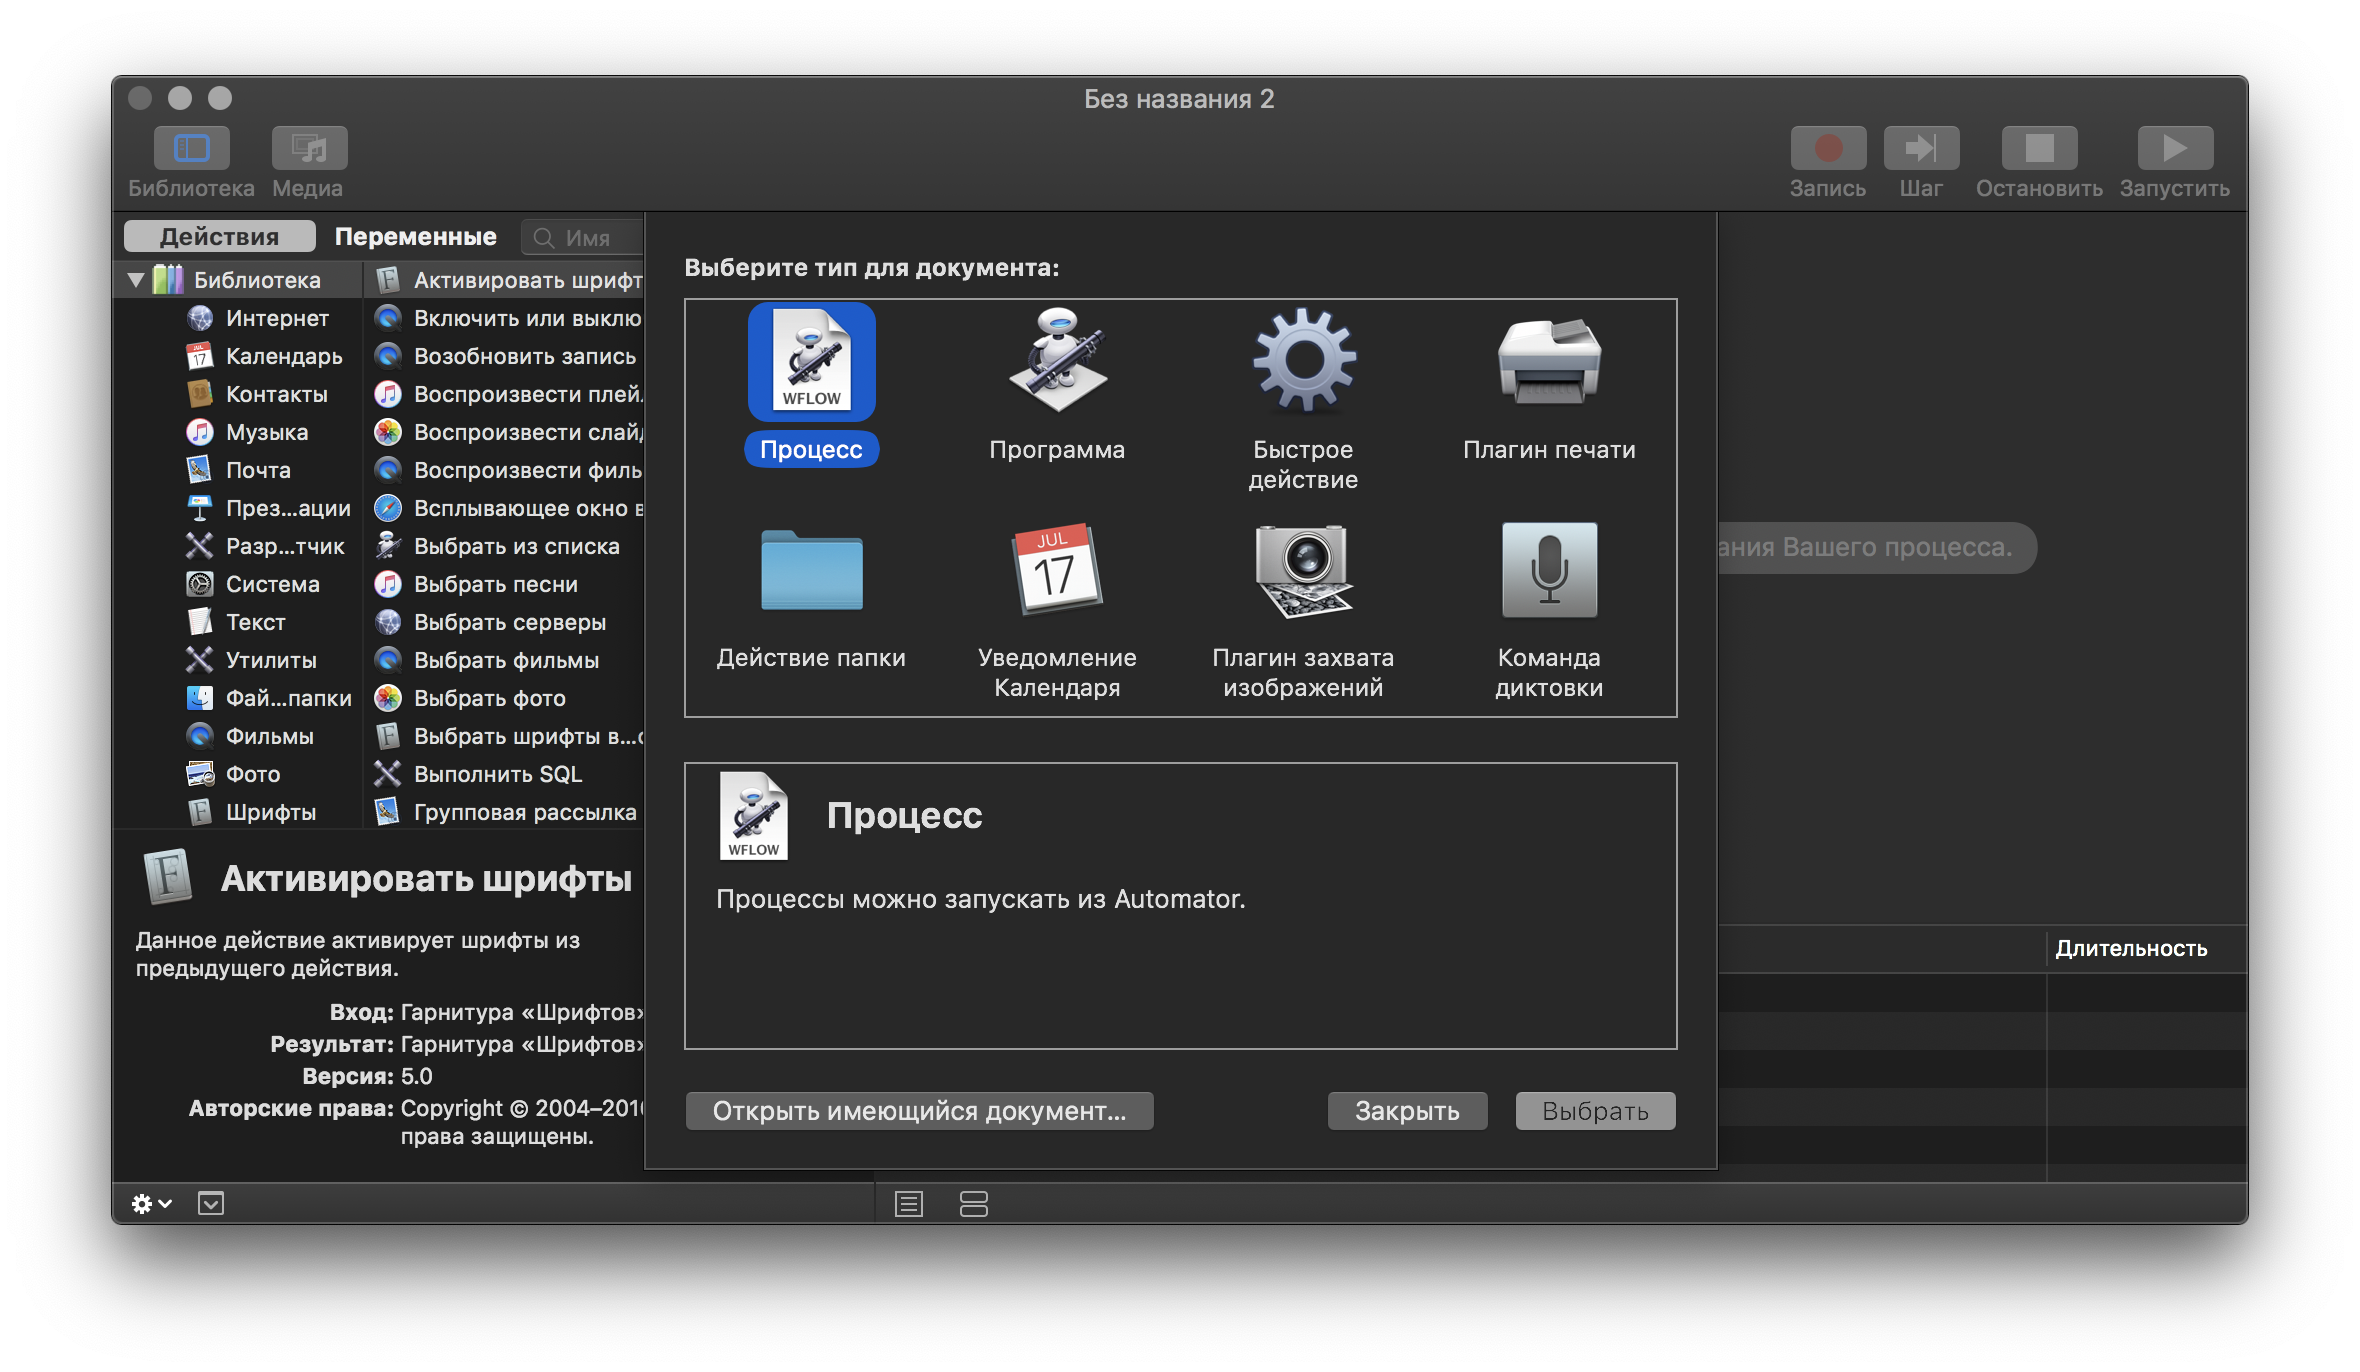 Без названия 2
Библиотека
Медиа
Запись
Шаг
Остановить
Запустить
Действия
Переменные
Имя
Библиотека
Интернет
Календарь
Контакты
Музыка
Почта
През...ации
Разр...тчик
Система
Текст
Утилиты
Фай...папки
Фильмы
Фото
Шрифты
Активировать шрифт
Включить или выклю
Возобновить запись
Воспроизвести плей
Воспроизвести слайд
Воспроизвести филь
Всплывающее окно в
Выбрать из списка
Выбрать песни
Выбрать серверы
Выбрать фильмы
Выбрать фото
Выбрать шрифты в...с
Выполнить SQL
Групповая рассылка
Активировать шрифты
Данное действие активирует шрифты из
предыдущего действия.
Вход: Гарнитура «Шрифтов»
Результат: Гарнитура «Шрифтов»
Версия: 5.0
Авторские права: Copyright © 2004–201
права защищены.
Выберите тип для документа:
WFLOW
Процесс
Программа
Быстрое
действие
Плагин печати
Действие папки
JUL
17
Уведомление
Календаря
Плагин захвата
изображений
Команда
диктовки
WFLOW
Процесс
Процессы можно запускать из Automator.
Открыть имеющийся документ...
Закрыть
Выбрать
ания Вашего процесса.
Длительность